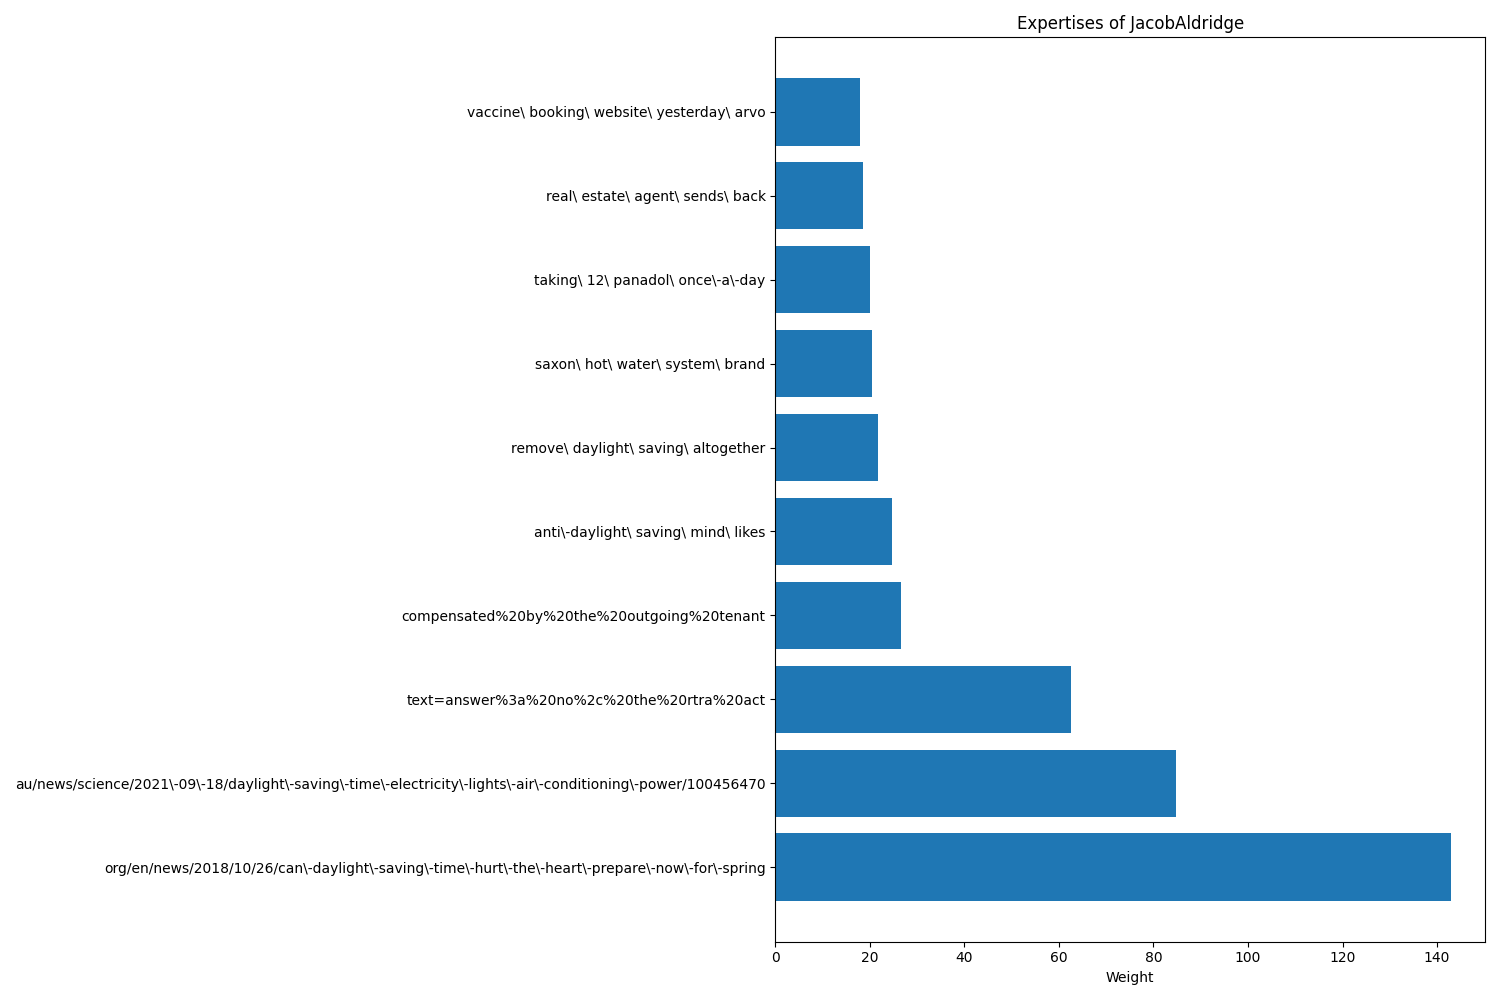 Expertises of JacobAldridge
vaccine\ booking\ website\ yesterday\ arvo
real\ estate\ agent\ sends\ back
taking\ 12\ panadol\ once\-a\-day
saxon\ hot\ water\ system\ brand
remove\ daylight\ saving\ altogether
anti\-daylight\ saving\ mind\ likes
compensated%20by%20the%20outgoing%20tenant
text=answer%3a%20no%2c%20the%20rtra%20act
au/news/science/2021\-09\-18/daylight\-saving\-time\-electricity\-lights\-air\-conditioning\-power/100456470
org/en/news/2018/10/26/can\-daylight\-saving\-time\-hurt\-the\-heart\-prepare\-now\-for\-spring
0 20 40 60 80 100 120 140
Weight